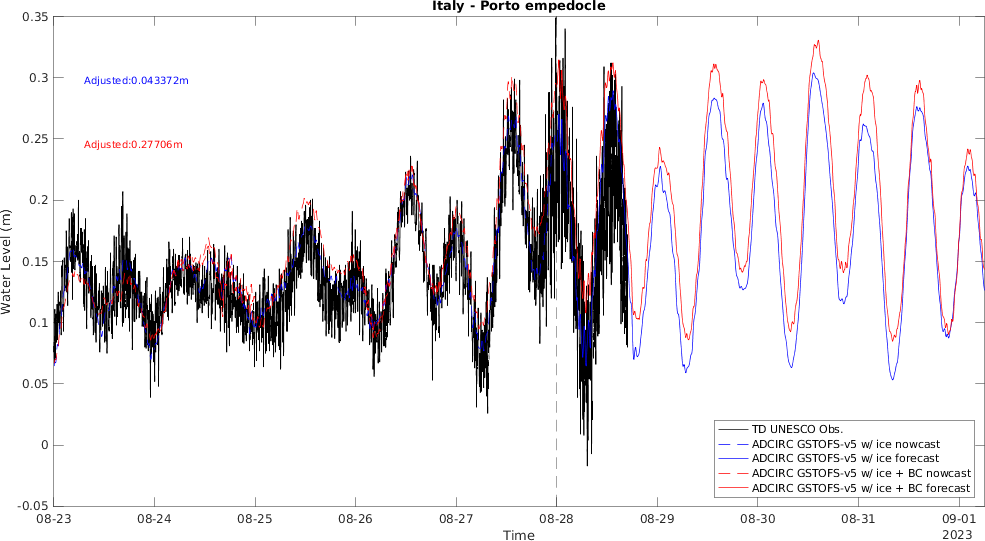 Italy - Porto empedocle
0.35
0.3
0.25
0.2
0.15
0.1
0.05
0
-0.05
Water Level (m)
Adjusted:0.043372m
Adjusted:0.27706m
TD UNESCO Obs.
ADCIRC GSTOFS-v5 w/ ice nowcast
ADCIRC GSTOFS-v5 w/ ice forecast
ADCIRC GSTOFS-v5 w/ ice + BC nowcast
ADCIRC GSTOFS-v5 w/ ice + BC forecast
08-23 08-24 08-25 08-26 08-27 08-28 08-29 08-30 08-31 09-01
Time
2023